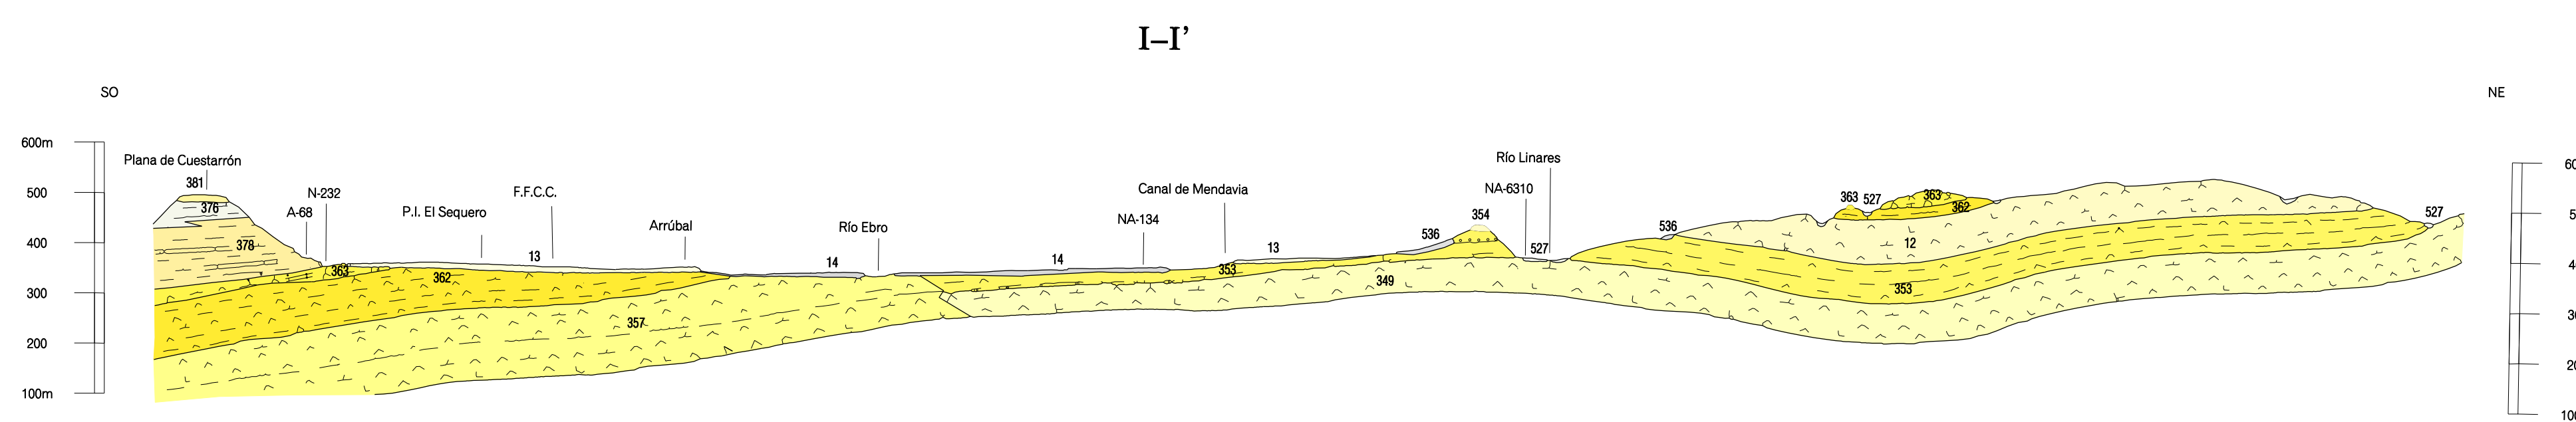 I–I’
SO
NE
600m
500
400
300
200
100m
Plana de Cuestarrón
381
376
378
A-68
N-232
363
P.I. El Sequero
362
F.F.C.C.
13
357
Arrúbal
14
Río Ebro
14
NA-134
Canal de Mendavia
353
13
349
536
354
NA-6310
Río Linares
527
536
363
527
363
362
12
353
527